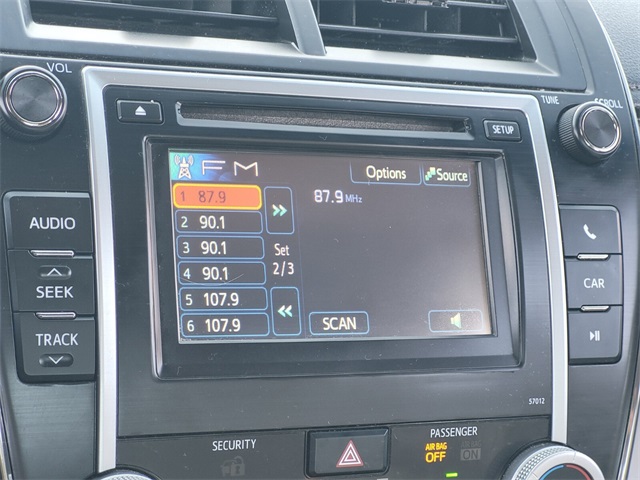 VOL
TUNE
SCROLL
SETUP
AUDIO
SEEK
TRACK
FM
Options
Source
1 87.9
87.9 MHz
2 90.1
3 90.1
Set
2/3
4 90.1
5 107.9
6 107.9
SCAN
CAR
57012
SECURITY
PASSENGER
AIR BAG
OFF
AIR BAG
ON